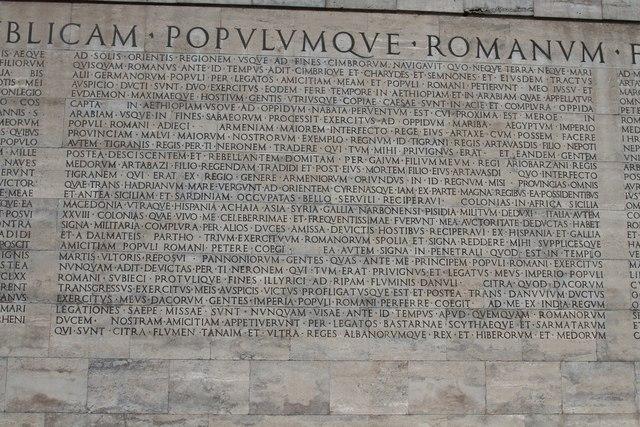 VBLICAM · POPVLVMQVE · ROMANVM ·
AD SOLIS ORIENTIS REGIONEM VSQVE AD FINES CIMBRORVM NAVIGAVIT QVO NEQVE TERRA NEQVE MARI
QVISQVAM ROMANVS ANTE ID TEMPVS ADIT CIMBRIQVE ET CHARYDES ET SEMNONES ET EIVSDEM TRACTVS
ALII GERMANORVM POPVLI PER LEGATOS AMICITIAM MEAM ET POPVLI ROMANI PETIERVNT MEO IVSSV ET
AVSPICIO DVCTI SVNT DVO EXERCITVS EODEM FERE TEMPORE IN AETHIOPIAM ET IN ARABIAM QVAE APPELLATVR
EVDAEMON MAXIMAEQVE HOSTIVM GENTIS VTRIVSQVE COPIAE CAESAE SVNT IN ACIE ET COMPLVRA OPPIDA
CAPTA IN AETHIOPIAM VSQVE AD OPPIDVM NABATA PERVENTVM EST CVI PROXIMA EST MEROE IN
ARABIAM VSQVE IN FINES SABAEORVM PROCESSIT EXERCITVS AD OPPIDVM MARIBA AEGYPTVM IMPERIO
POPVLI ROMANI ADIECI ARMENIAM MAIOREM INTERFECTO REGE EIVS ARTAXE CVM POSSEM FACERE
PROVINCIAM MALVI MAIORVM NOSTRORVM EXEMPLO REGNVM ID TIGRANI REGIS ARTAVASDIS FILIO NEPOTI
AVTEM TIGRANIS REGIS PER TI NERONEM TRADERE QVI TVM MIHI PRIVIGNVS ERAT ET EANDEM GENTEM
POSTEA DESCISCENTEM ET REBELLANTEM DOMITAM PER GAIVM FILIVM MEVM REGI ARIOBARZANI REGIS
MEDORVM ARTABAZI FILIO REGENDAM TRADIDI ET POST EIVS MORTEM FILIO EIVS ARTAVASDI QVO INTERFECTO
TIGRANEM QVI ERAT EX REGIO GENERE ARMENIORVM ORIVNDVS IN ID REGNVM MISI PROVINCIAS OMNIS
QVAE TRANS HADRIANVM MARE VERGVNT AD ORIENTEM CYRENASQVE IAM EX PARTE MAGNA REGIBVS EA POSSIDENTIBVS
ET ANTEA SICILIAM ET SARDINIAM OCCVPATAS BELLO SERVILI RECIPERAVI COLONIAS IN AFRICA SICILIA
MACEDONIA VTRAQVE HISPANIA ACHAIA ASIA SYRIA GALLIA NARBONENSI PISIDIA MILITVM DEDVXI ITALIA AVTEM
XXVIII COLONIAS QVAE VIVO ME CELEBERRIMAE ET FREQVENTISSIMAE FVERVNT MEA AVCTORITATE DEDVCTAS HABET
SIGNA MILITARIA COMPLVRA PER ALIOS DVCES AMISSA DEVICTIS HOSTIBVS RECIPERAVI EX HISPANIA ET GALLIA
ET A DALMATEIS PARTHO TRIVM EXERCITVVM ROMANORVM SPOLIA ET SIGNA REDDERE MIHI SVPPLICESQVE
AMICITIAM POPVLI ROMANI PETERE COEGI EA AVTEM SIGNA IN PENETRALI QVOD EST IN TEMPLO
MARTIS VLTORIS REPOSVI PANNONIORVM GENTES QVAS ANTE ME PRINCIPEM POPVLI ROMANI EXERCITVS
NVNQVAM ADIT DEVICTAS PER TI NERONEM QVI TVM ERAT PRIVIGNVS ET LEGATVS MEVS IMPERIO POPVLI
ROMANI SVBIECI PROTVLIQVE FINES ILLYRICI AD RIPAM FLVMINIS DANVVI CITRA QVOD DACORVM
TRANSGRESSVS EXERCITVS MEIS AVSPICIS VICTVS PROFLIGATVSQVE EST ET POSTEA TRANS DANVVIVM DVCTVS
EXERCITVS MEVS DACORVM GENTES IMPERIA POPVLI ROMANI PERFERRE COEGIT AD ME EX INDIA REGVM
LEGATIONES SAEPE MISSAE SVNT NVNQVAM VISAE ANTE ID TEMPVS APVD QVEMQVAM ROMANORVM
DVCEM NOSTRAM AMICITIAM APPETIVERVNT PER LEGATOS BASTARNAE SCYTHAEQVE ET SARMATARVM
QVI SVNT CITRA FLVMEN TANAIM ET VLTRA REGES ALBANORVMQVE REX ET HIBERORVM ET MEDORVM